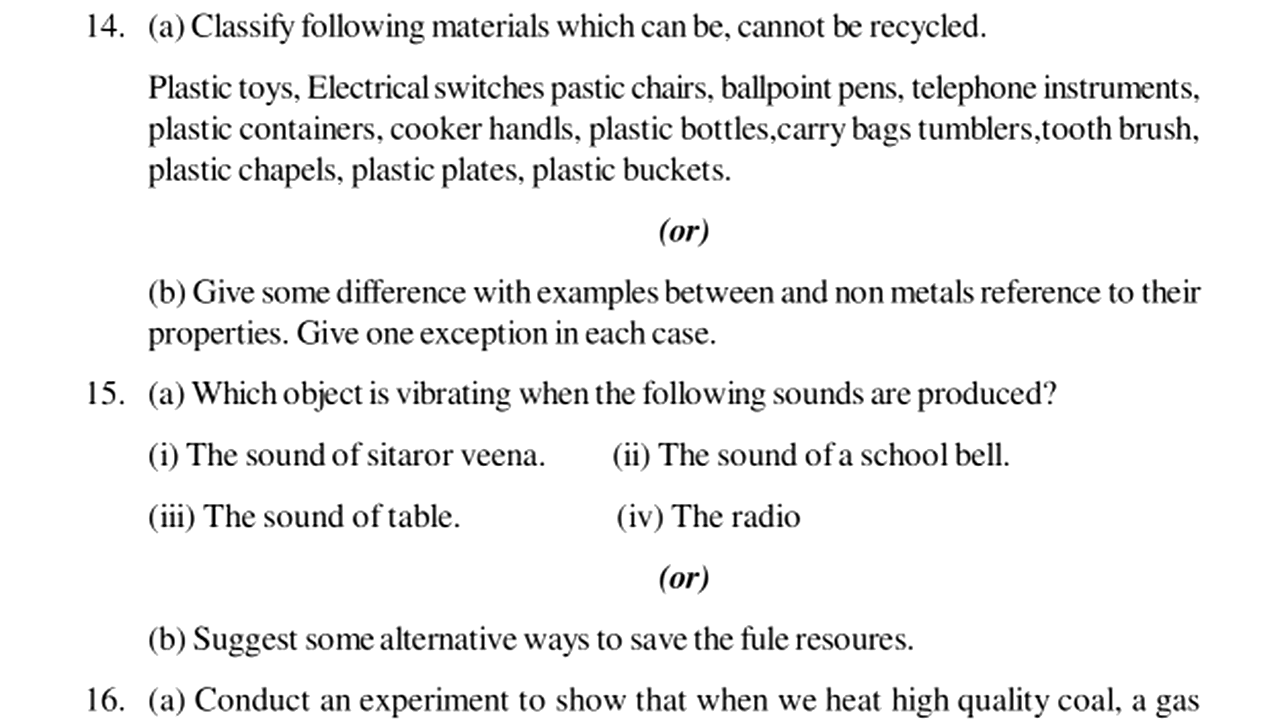 14. (a) Classify following materials which can be, cannot be recycled.
Plastic toys, Electrical switches pastic chairs, ballpoint pens, telephone instruments,
plastic containers, cooker handls, plastic bottles,carry bags tumblers,tooth brush,
plastic chapels, plastic plates, plastic buckets.
(or)
(b) Give some difference with examples between and non metals reference to their
properties. Give one exception in each case.
15. (a) Which object is vibrating when the following sounds are produced?
(i) The sound of sitaror veena. (ii) The sound of a school bell.
(iii) The sound of table. (iv) The radio
(or)
(b) Suggest some alternative ways to save the fule resoures.
16. (a) Conduct an experiment to show that when we heat high quality coal, a gas